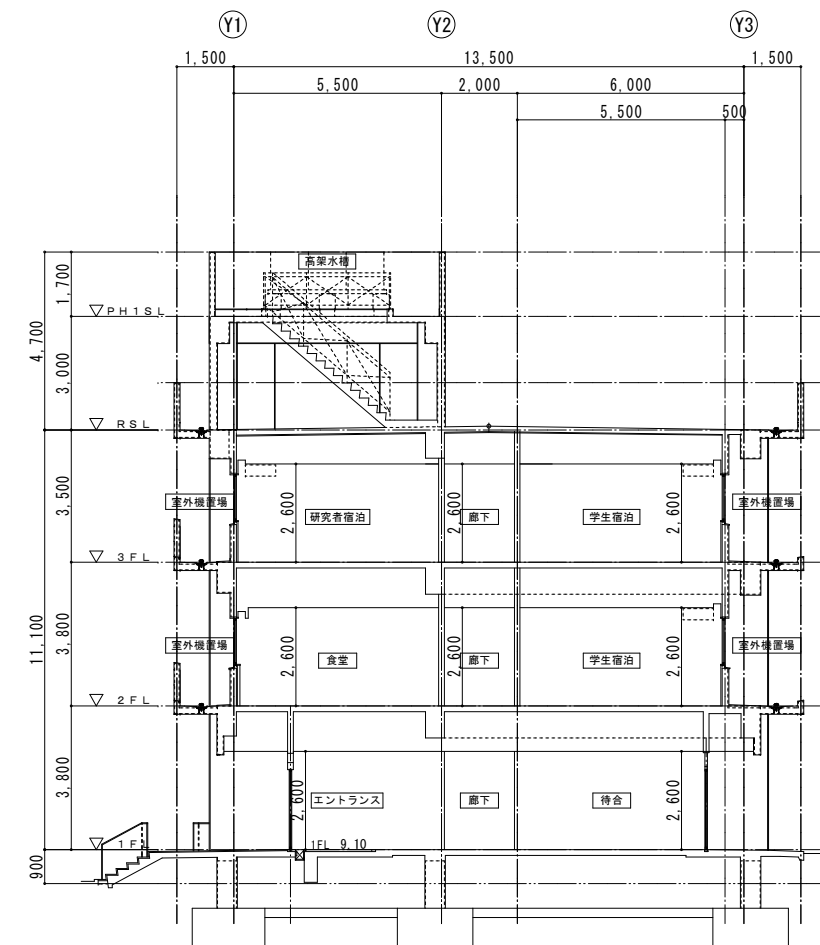 Y1
Y2
Y3
1,500
13,500
1,500
5,500
2,000
6,000
5,500
500
高架水槽
1,700
PH1SL
4,700
3,000
RSL
3,500
室外機置場
2,600
研究者宿泊
2,600
廊下
学生宿泊
2,600
室外機置場
3FL
11,100
3,800
室外機置場
2,600
食堂
2,600
廊下
学生宿泊
2,600
室外機置場
2FL
3,800
2,600
エントランス
廊下
待合
2,600
1F
1FL 9.10
900